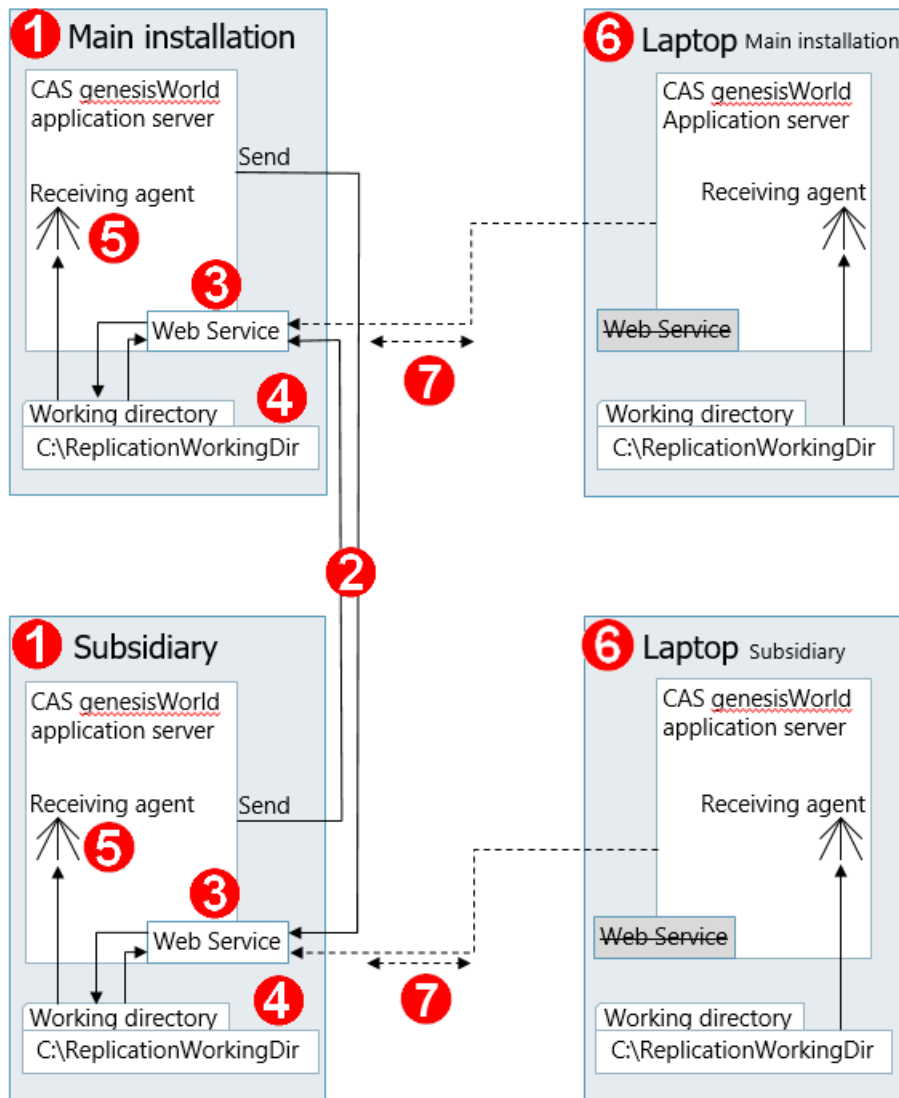 1 Main installation
CAS genesisWorld
application server
Send
Receiving agent
5
3
Web Service
4
Working directory
C:\ReplicationWorkingDir
6 Laptop Main installation
CAS genesisWorld
Application server
Receiving agent
Web Service
7
Working directory
C:\ReplicationWorkingDir
2
1 Subsidiary
CAS genesisWorld
application server
Receiving agent
Send
5
3
Web Service
4
Working directory
C:\ReplicationWorkingDir
6 Laptop Subsidiary
CAS genesisWorld
application server
Receiving agent
Web Service
7
Working directory
C:\ReplicationWorkingDir